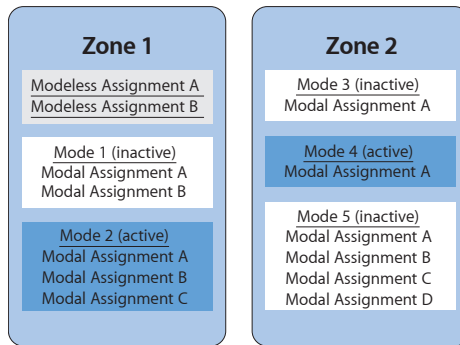 Zone 1
Modeless Assignment A
Modeless Assignment B
Mode 1 (inactive)
Modal Assignment A
Modal Assignment B
Mode 2 (active)
Modal Assignment A
Modal Assignment B
Modal Assignment C
Zone 2
Mode 3 (inactive)
Modal Assignment A
Mode 4 (active)
Modal Assignment A
Mode 5 (inactive)
Modal Assignment A
Modal Assignment B
Modal Assignment C
Modal Assignment D